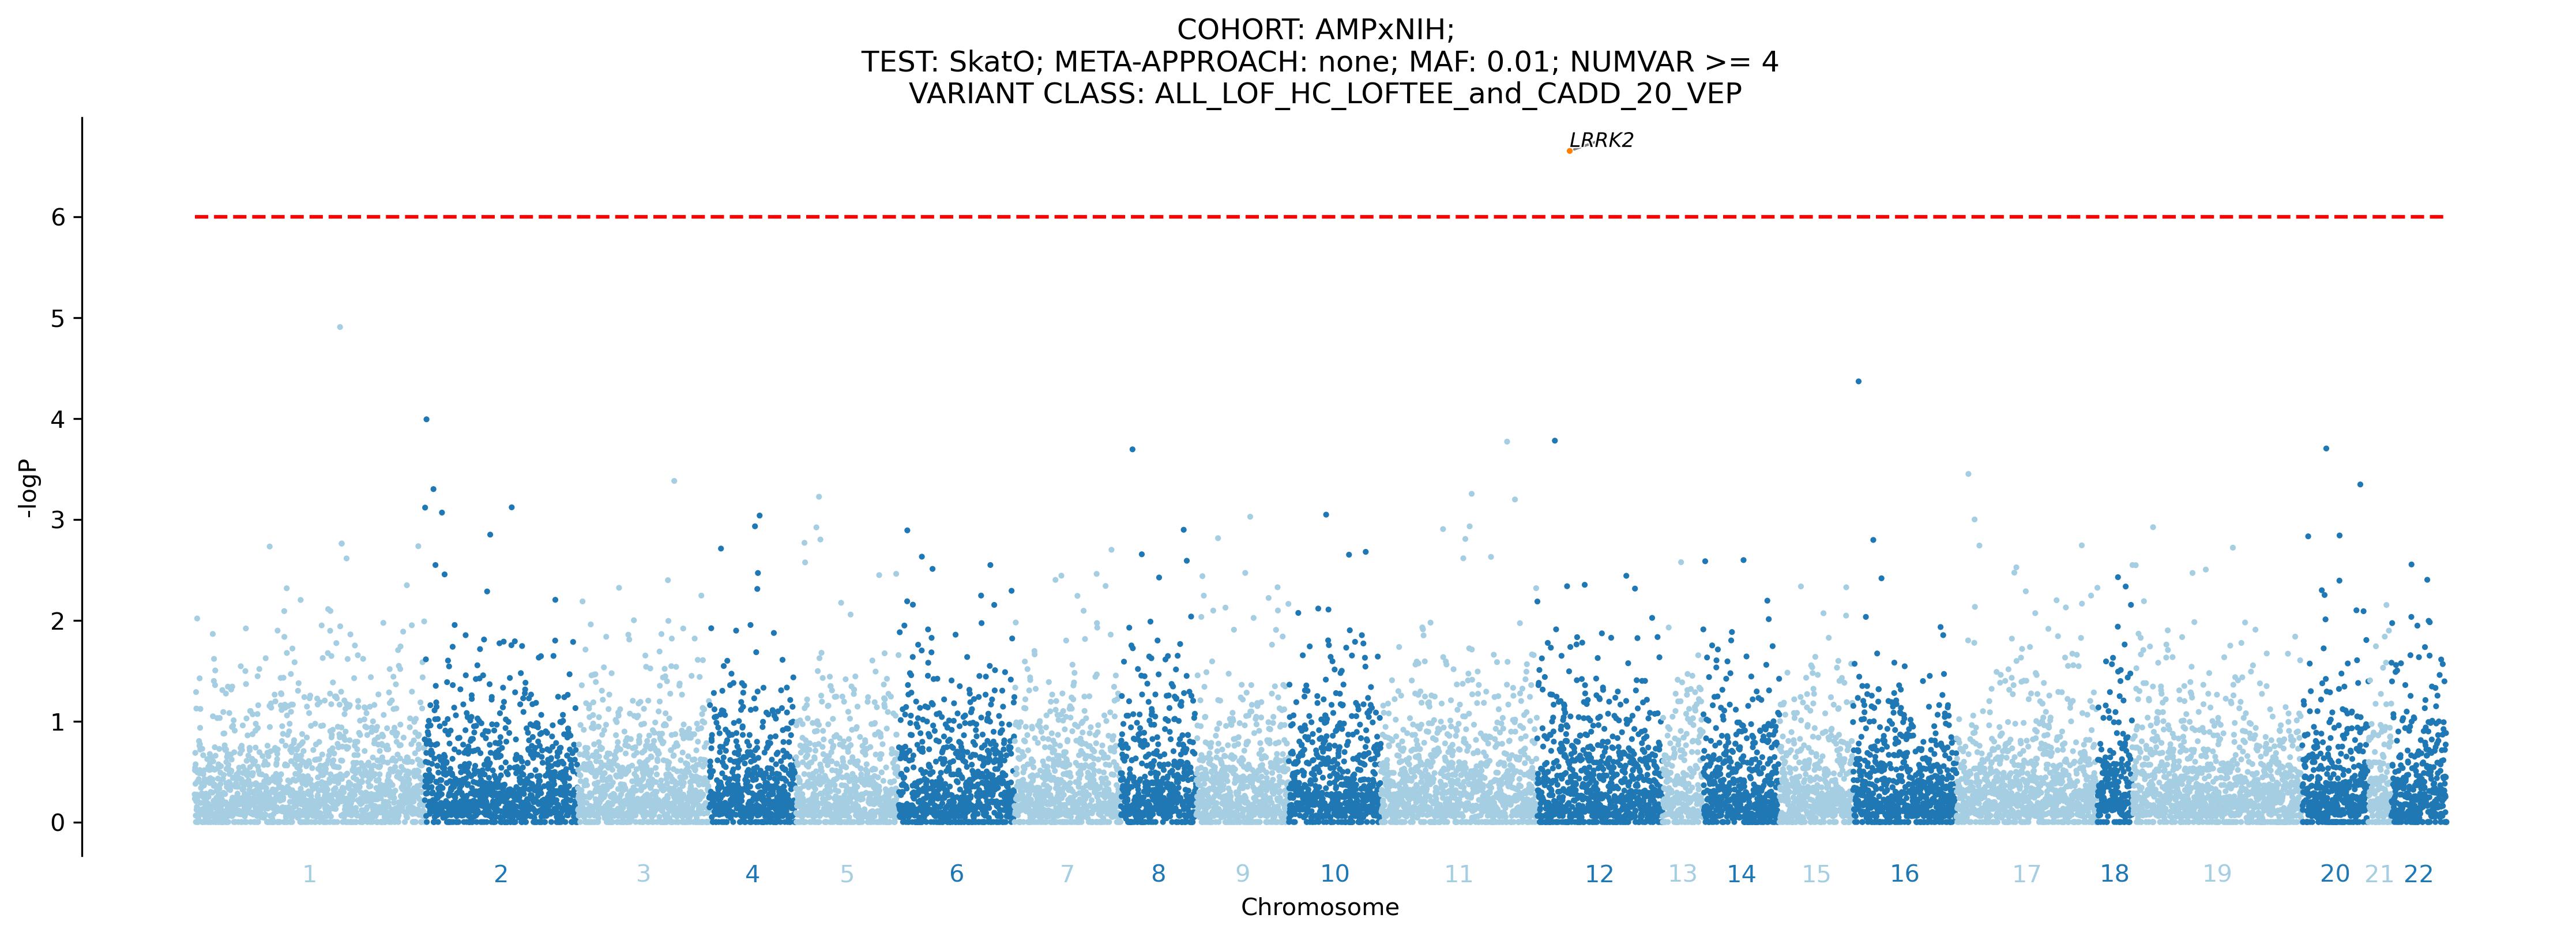 COHORT: AMPxNIH;
TEST: SkatO; META-APPROACH: none; MAF: 0.01; NUMVAR >= 4
VARIANT CLASS: ALL_LOF_HC_LOFTEE_and_CADD_20_VEP
LRRK2
6
5
4
3
2
1
0
-logP
1 2 3 4 5 6 7 8 9 10 11 12 13 14 15 16 17 18 19 20 21 22
Chromosome